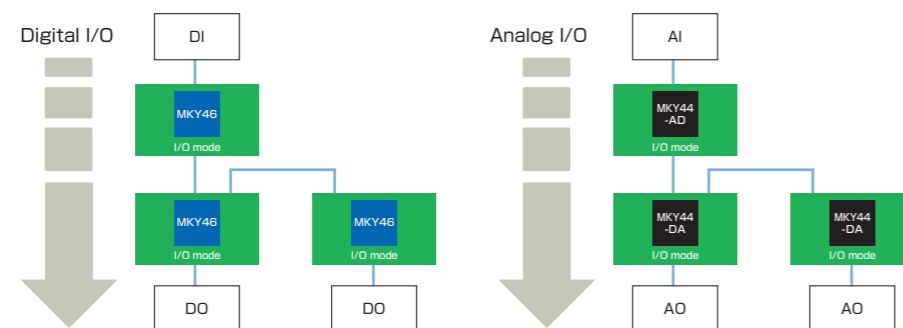 Digital I/O
DI
MKY46
I/O mode
MKY46
I/O mode
MKY46
I/O mode
DO
DO
Analog I/O
AI
MKY44
-AD
I/O mode
MKY44
-DA
I/O mode
MKY44
-DA
I/O mode
AO
AO